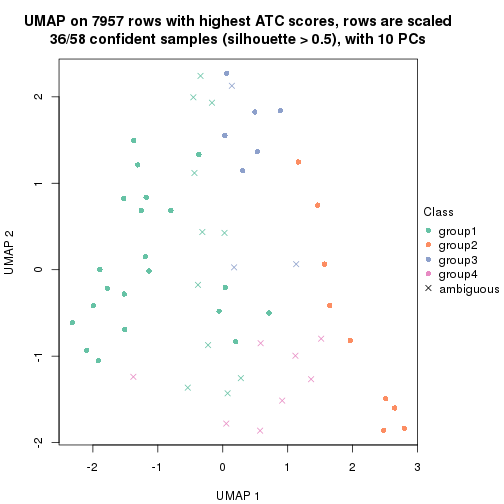 UMAP on 7957 rows with highest ATC scores, rows are scaled
36/58 confident samples (silhouette > 0.5), with 10 PCs
UMAP 2
2
1
0
-1
-2
-2
-1
0
1
2
3
UMAP 1
Class
group1
group2
group3
group4
ambiguous